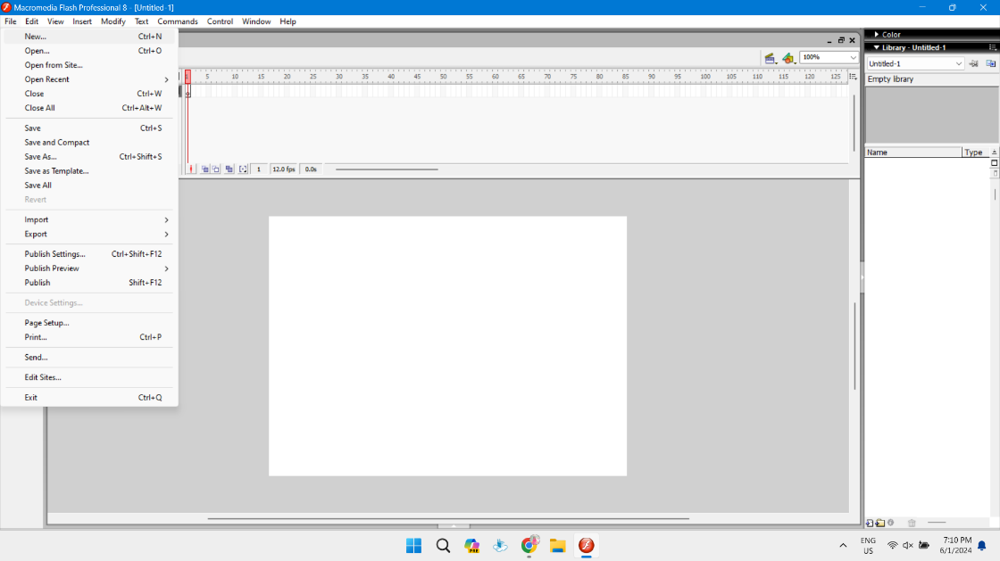 Macromedia Flash Professional 8 - [Untitled-1]
File Edit View Insert Modify Text Commands Control Window Help
New... Ctrl+N
Open... Ctrl+O
Open from Site...
Open Recent
Close Ctrl+W
Close All Ctrl+Alt+W
Save Ctrl+S
Save and Compact
Save As... Ctrl+Shift+S
Save as Template...
Save All
Revert
Import
Export
Publish Settings... Ctrl+Shift+F12
Publish Preview
Publish Shift+F12
Device Settings...
Page Setup...
Print... Ctrl+P
Send...
Edit Sites...
Exit Ctrl+Q
100%
5 10 15 20 25 30 35 40 45 50 55 60 65 70 75 80 85 90 95 100 105 110 115 120 125
1 12.0 fps 0.0s
Color
Library - Untitled-1
Untitled-1
Empty library
Name Type
PRE
ENG
US
7:10 PM
6/1/2024